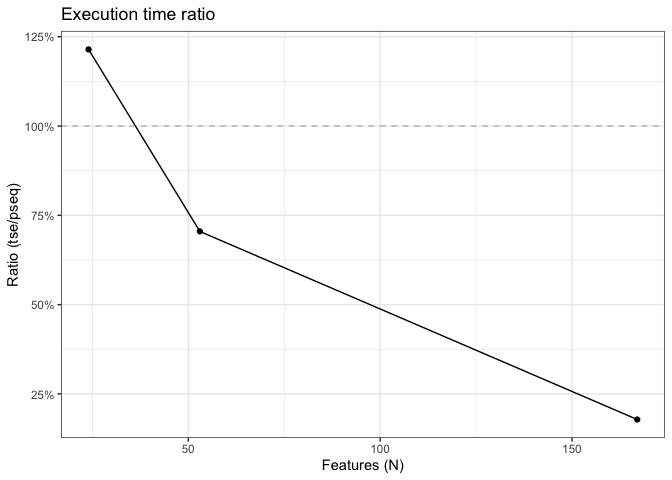 Execution time ratio
Ratio (tse/pseq)
125%
100%
75%
50%
25%
50
100
150
Features (N)